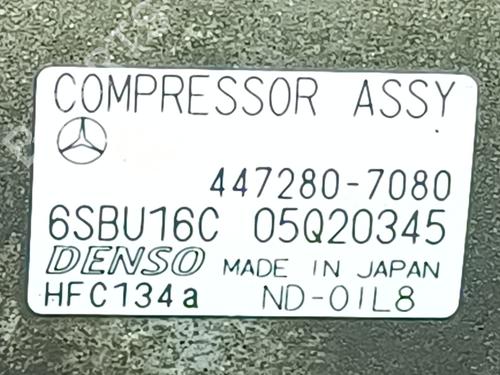 COMPRESSOR ASSY
447280-7080
6SBU16C 05Q20345
DENSO MADE IN JAPAN
HFC134a ND-OIL8